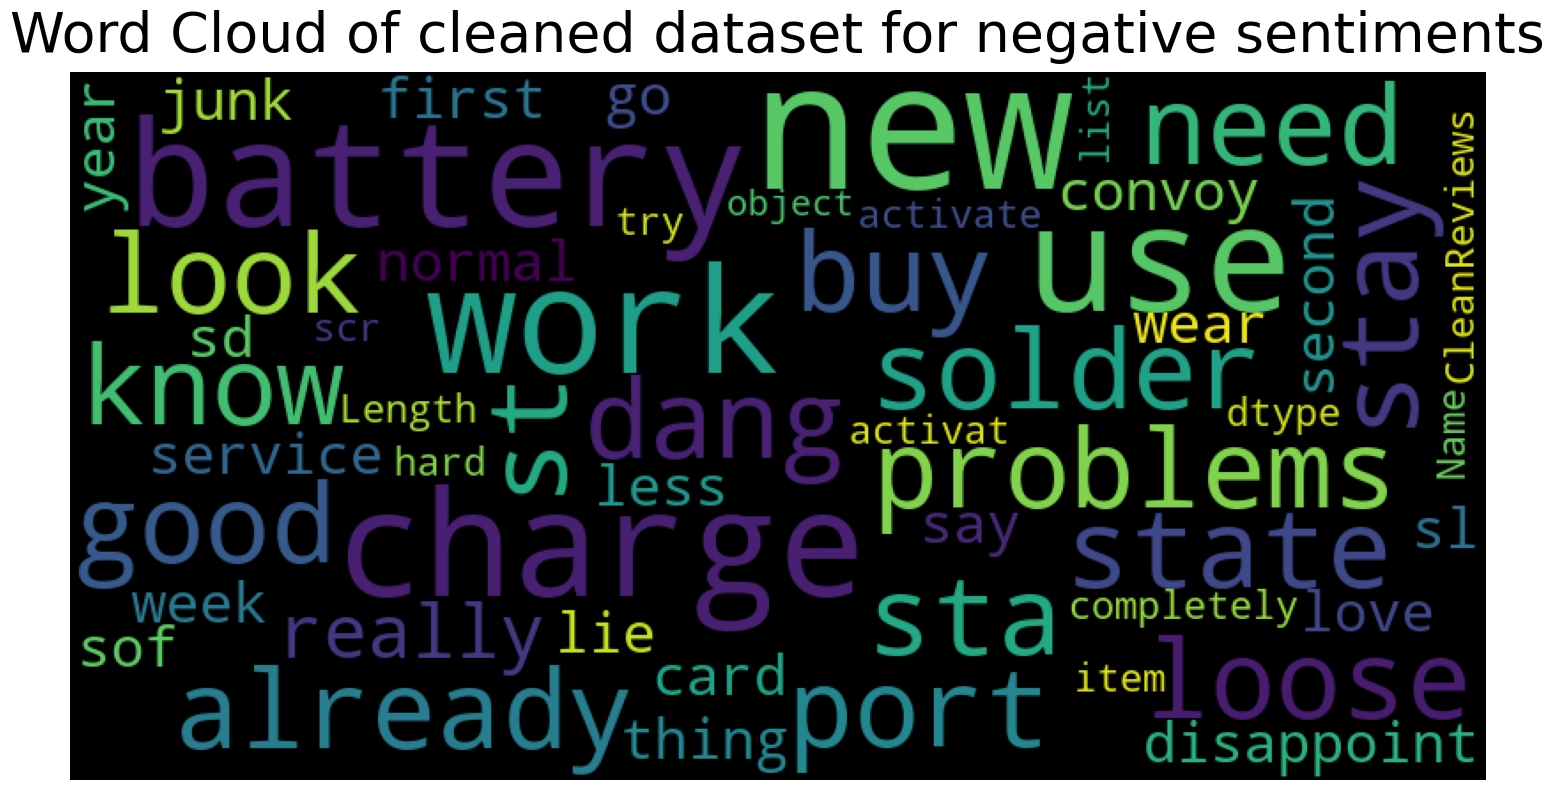 Word Cloud of cleaned dataset for negative sentiments
year
junk
first
go
new
list
need
battery
object
activate
convoy
try
look
normal
buy
use
second
stay
NameCleanReviews
sd
scr
work
wear
know
Length
st
dang
solder
dtype
activat
service
hard
less
problems
good
charge
say
state
sl
week
sta
completely
love
sof
really
lie
card
item
loose
already
thing
port
disappoint